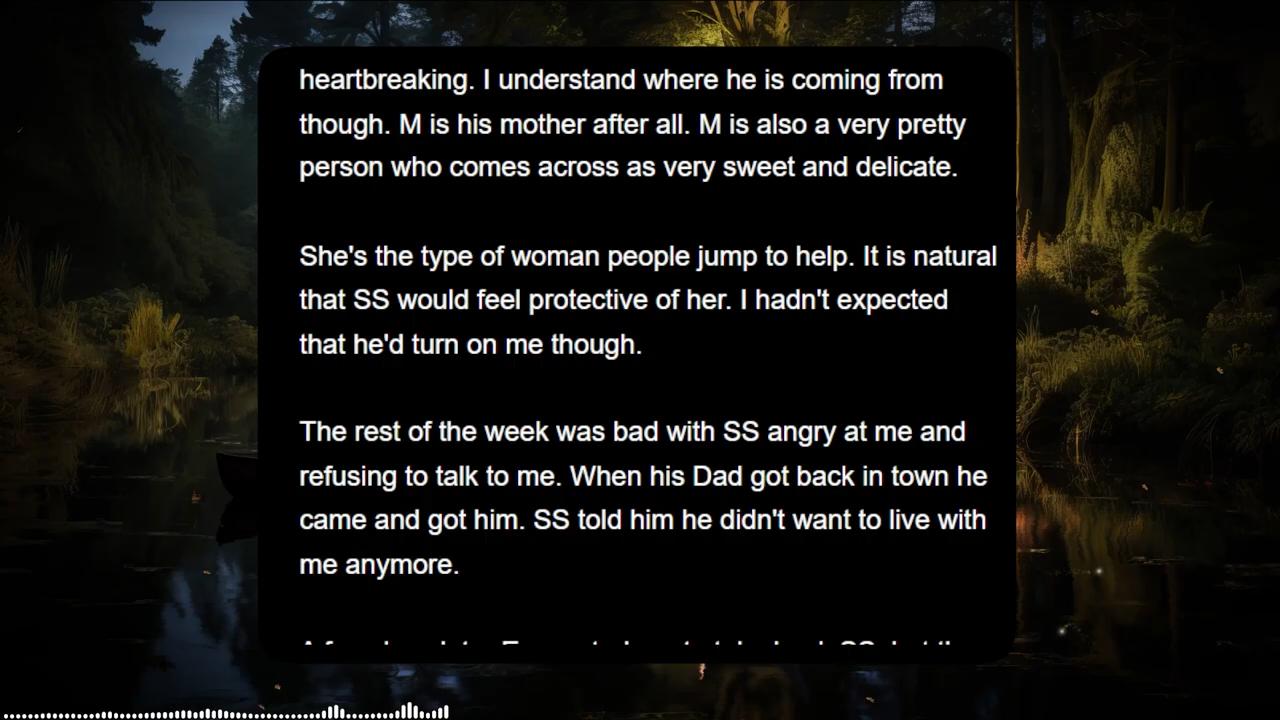 heartbreaking. I understand where he is coming from
though. M is his mother after all. M is also a very pretty
person who comes across as very sweet and delicate.
She's the type of woman people jump to help. It is natural
that SS would feel protective of her. I hadn't expected
that he'd turn on me though.
The rest of the week was bad with SS angry at me and
refusing to talk to me. When his Dad got back in town he
came and got him. SS told him he didn't want to live with
me anymore.